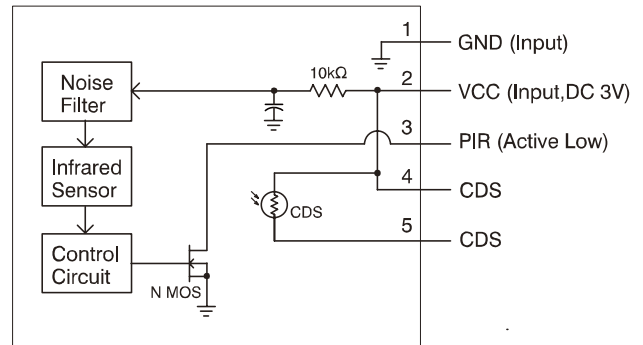 1
GND (Input)
10kΩ
2
VCC (Input,DC 3V)
Noise
Filter
3
PIR (Active Low)
Infrared
Sensor
4
CDS
CDS
5
CDS
Control
Circuit
N MOS